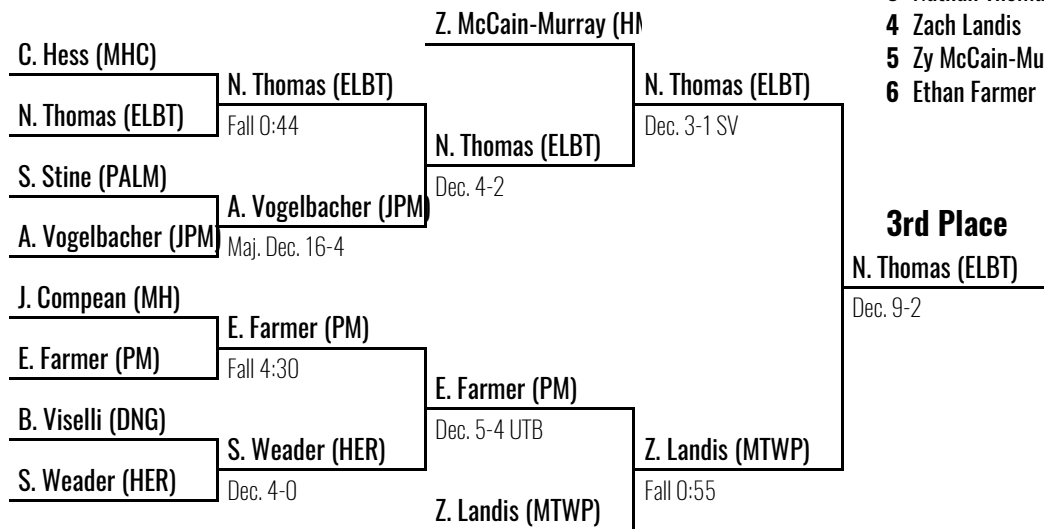 Z. McCain-Murray
4 Zach Landis
5 Zy
6 Ethan Farmer
C. Hess (MHC)
N. Thomas (ELBT)
N. Thomas (ELBT)
Fall 0:44
S. Stine (PALM)
A. Vogelbacher (JPM)
A. Vogelbacher (JPM)
Maj. Dec. 16-4
N. Thomas (ELBT)
Dec. 4-2
N. Thomas (ELBT)
Dec. 3-1 SV
J. Compean (MH)
E. Farmer (PM)
E. Farmer (PM)
Fall 4:30
B. Viselli (DNG)
S. Weader (HER)
S. Weader (HER)
Dec. 4-0
E. Farmer (PM)
Dec. 5-4 UTB
Z. Landis (MTWP)
Z. Landis (MTWP)
Fall 0:55
3rd Place
N. Thomas (ELBT)
Dec. 9-2